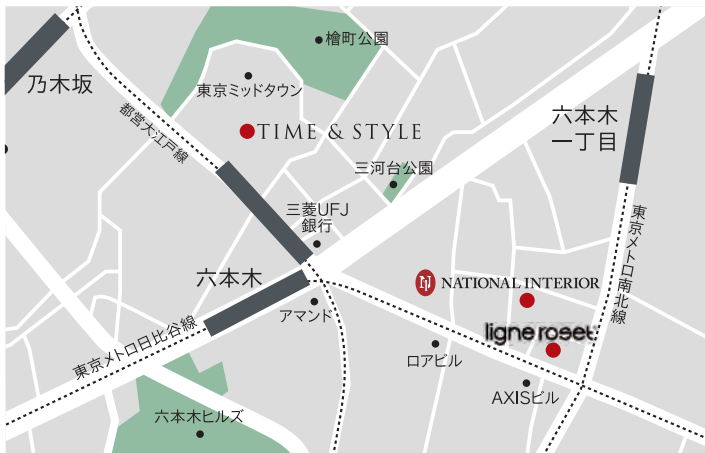 檜町公園
乃木坂
東京ミッドタウン
六本木
一丁目
都営大江戸線
TIME & STYLE
三河台公園
三菱UFJ
銀行
東京メトロ南北線
六本木
NATIONAL INTERIOR
アマンド
ligne roset
東京メトロ日比谷線
ロアビル
AXISビル
六本木ヒルズ